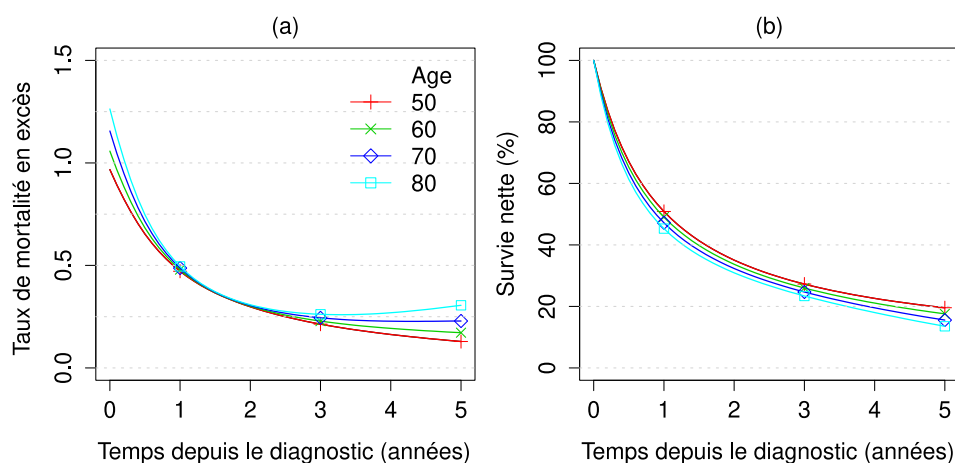 (a)
Taux de mortalité en excès
1.5
1.0
0.5
0.0
Age
50
60
70
80
0 1 2 3 4 5
Temps depuis le diagnostic (années)
(b)
Survie nette (%)
100
80
60
40
20
0
0 1 2 3 4 5
Temps depuis le diagnostic (années)